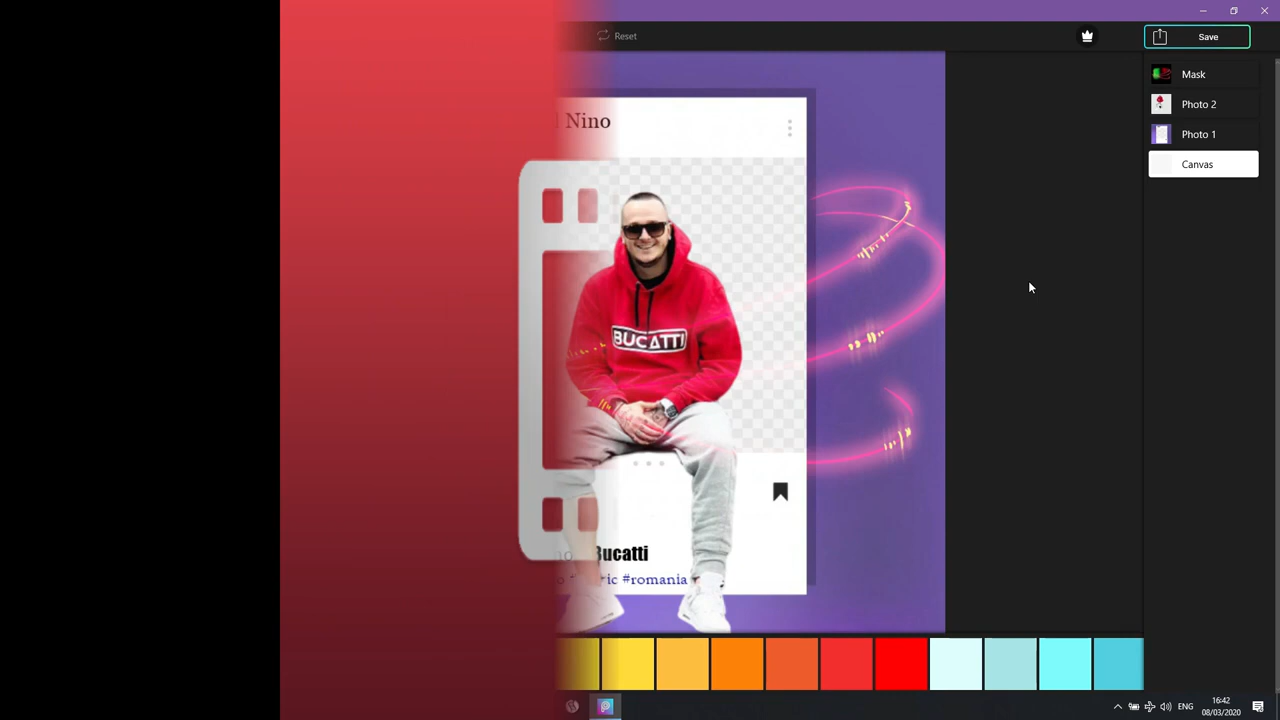 Reset
Save
Mask
Photo 2
Photo 1
Canvas
Nino
BUCATTI
Bucatti
#romania
ENG
16:42
08/03/2020